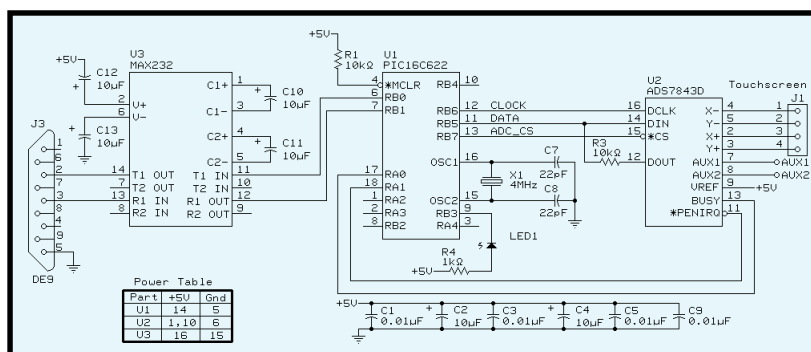 +5V
C12
10µF
U3
MAX232
2
V+
6
V-
C1+
1
C10
10µF
C1-
3
C2+
4
C11
10µF
C2-
5
C13
10µF
J3
1
6
2
7
3
8
4
9
5
DE9
14
T1 OUT
T1 IN
11
7
T2 OUT
T2 IN
10
13
R1 IN
R1 OUT
12
8
R2 IN
R2 OUT
9
+5V
R1
10kΩ
U1
PIC16C622
4
*MCLR
RB4
10
6
RB0
7
RB1
RB6
12
CLOCK
RB5
11
DATA
RB7
13
ADC_CS
17
RA0
OSC1
16
18
RA1
1
RA2
OSC2
15
2
RA3
RB3
9
8
RB2
RA4
3
X1
4MHz
C7
22pF
C8
22pF
R3
10kΩ
LED1
R4
1kΩ
+5V
U2
ADS7843D
16
DCLK
X-
4
14
DIN
Y-
5
15
*CS
X+
2
Y+
3
12
DOUT
AUX1
7
AUX1
AUX2
8
AUX2
VREF
9
+5V
BUSY
13
*PENIRQ
11
Touchscreen
J1
1
2
3
4
Power Table
Part +5V Gnd
U1 14 5
U2 1,10 6
U3 16 15
+5V
C1
0.01µF
C2
10µF
C3
0.01µF
C4
10µF
C5
0.01µF
C9
0.01µF